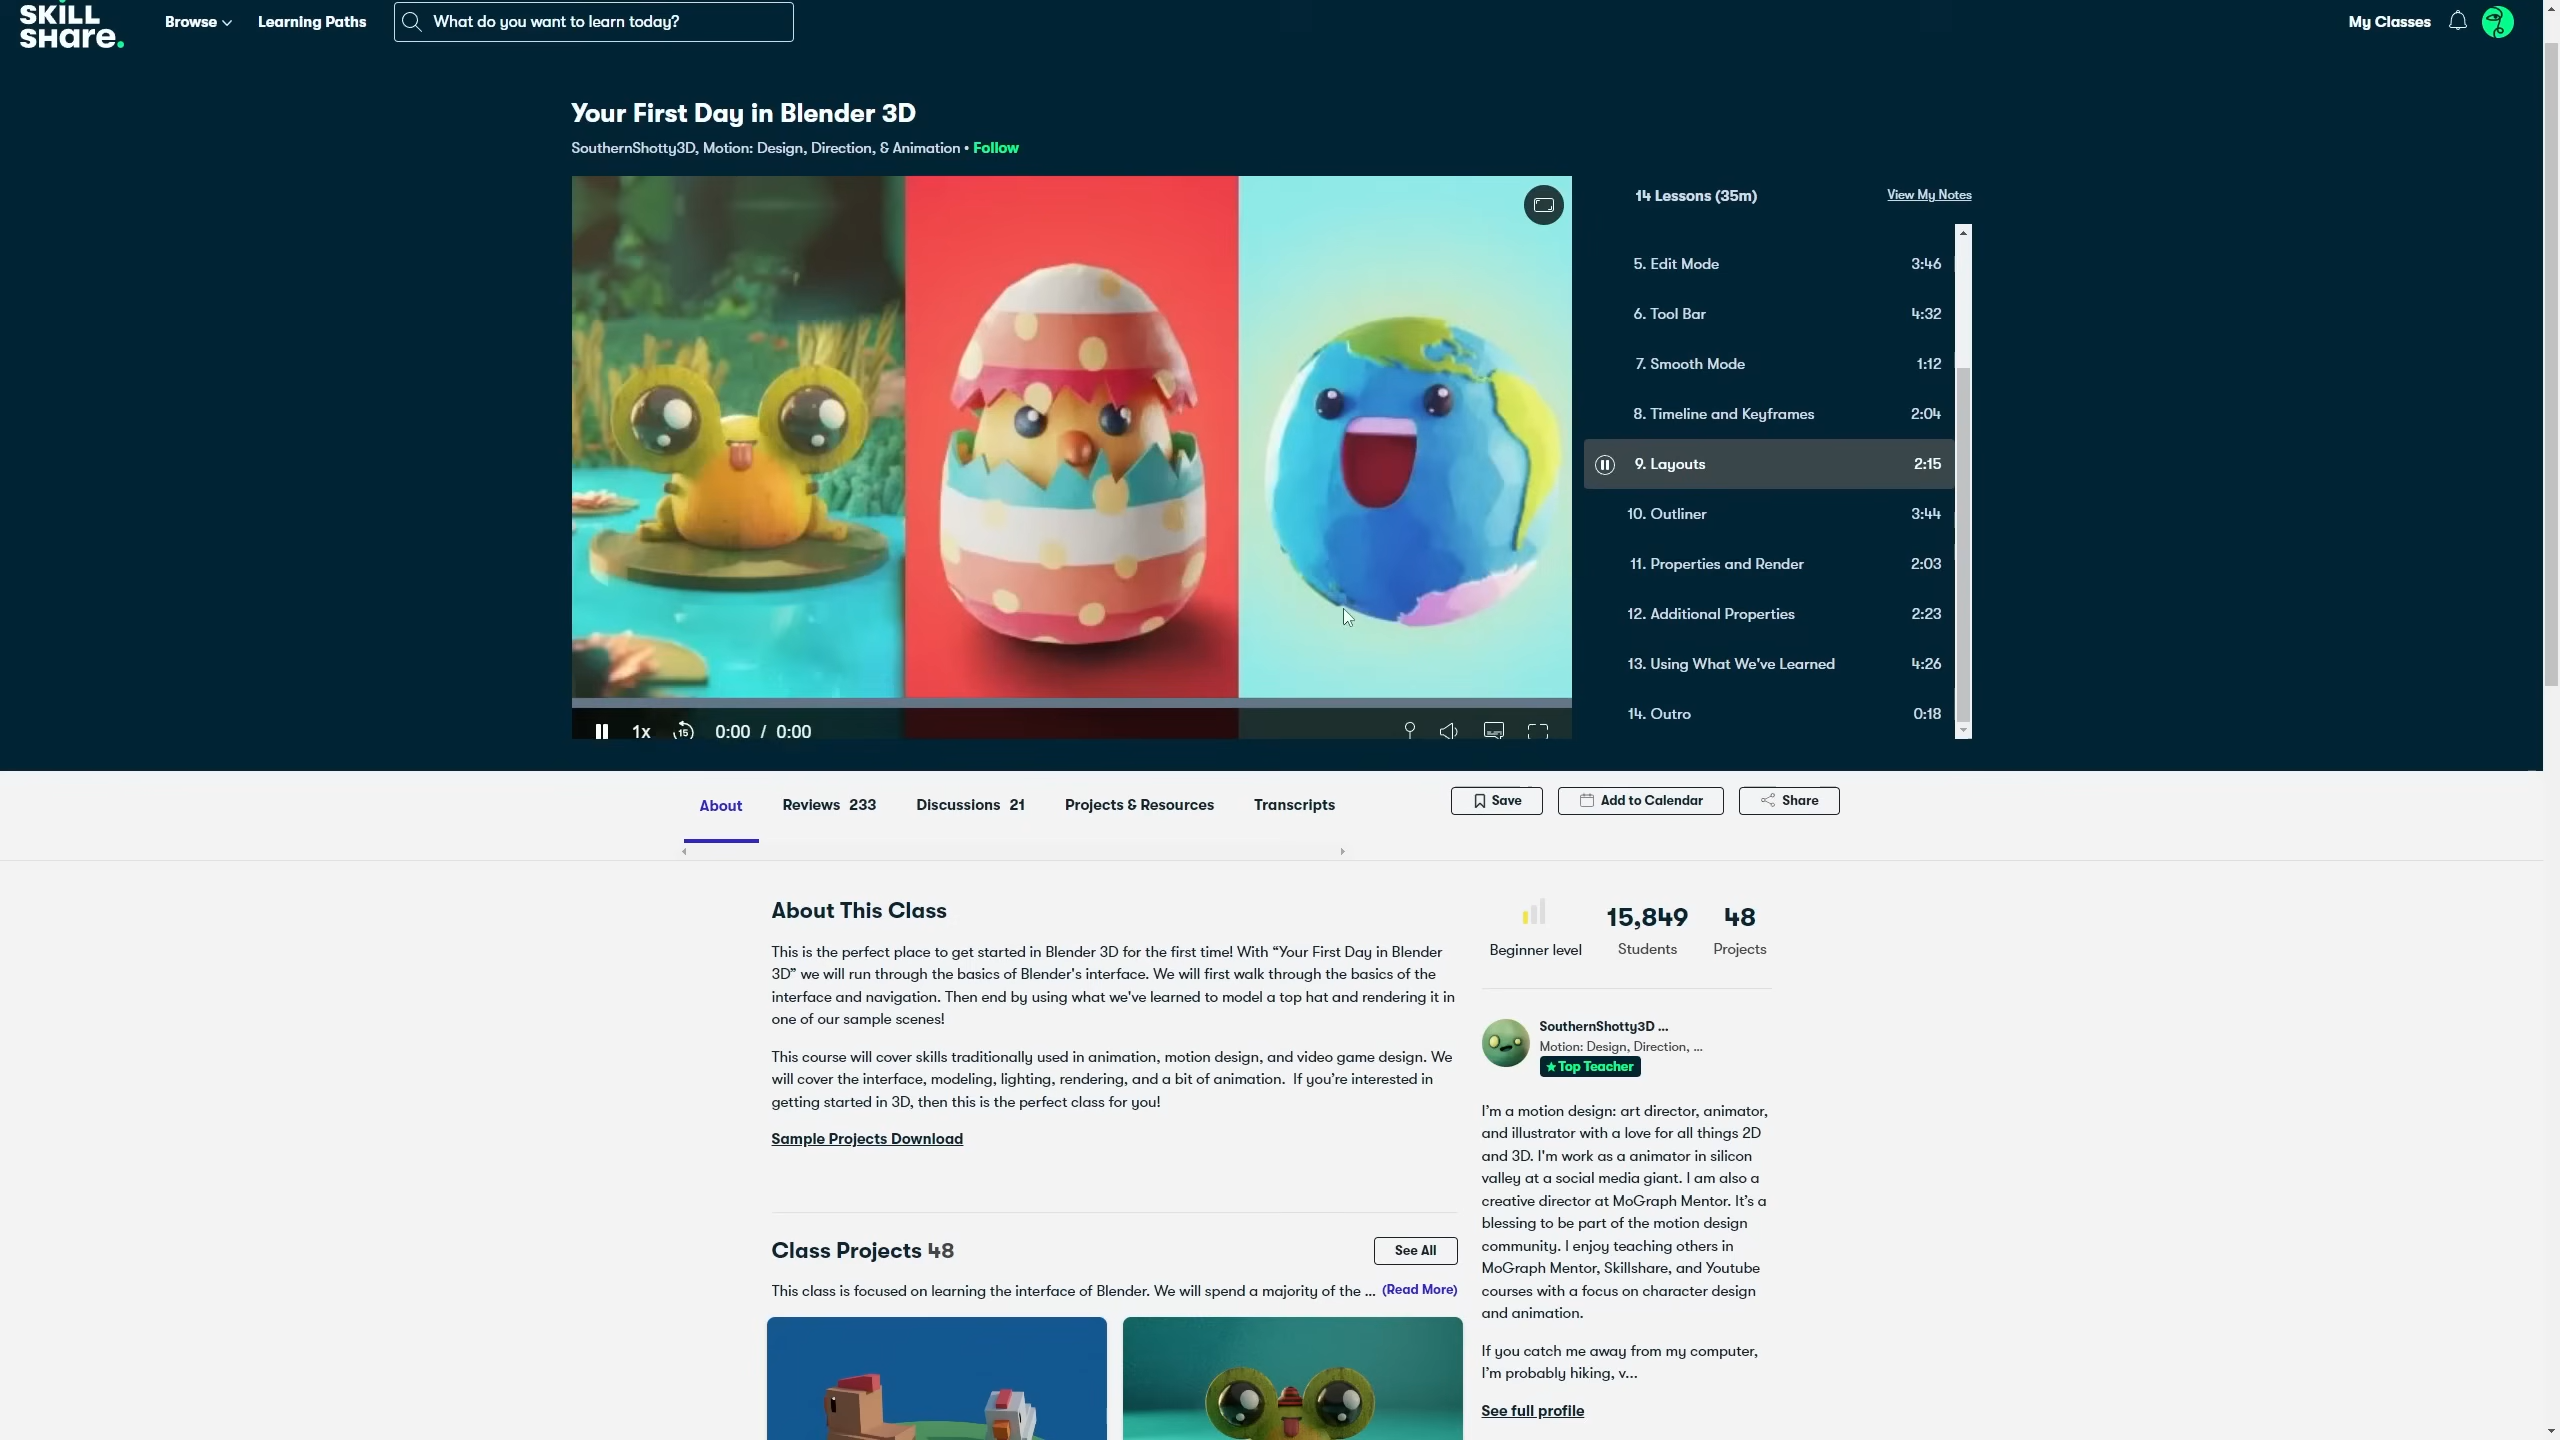 SKILL
SHare.
Browse
Learning Paths
What do you want to learn today?
My Classes
Your First Day in Blender 3D
SouthernShotty3D, Motion: Design, Direction, & Animation • Follow
14 Lessons (35m)
View My Notes
5. Edit Mode 3:46
6. Tool Bar 4:32
7. Smooth Mode 1:12
8. Timeline and Keyframes 2:04
9. Layouts 2:15
10. Outliner 3:44
11. Properties and Render 2:03
12. Additional Properties 2:23
13. Using What We've Learned 4:26
14. Outro 0:18
1x 15 0:00 / 0:00
About
Reviews 233
Discussions 21
Projects & Resources
Transcripts
Save
Add to Calendar
Share
About This Class
This is the perfect place to get started in Blender 3D for the first time! With “Your First Day in Blender
3D” we will run through the basics of Blender's interface. We will first walk through the basics of the
interface and navigation. Then end by using what we've learned to model a top hat and rendering it in
one of our sample scenes!
This course will cover skills traditionally used in animation, motion design, and video game design. We
will cover the interface, modeling, lighting, rendering, and a bit of animation.  If you’re interested in
getting started in 3D, then this is the perfect class for you!
Sample Projects Download
Class Projects 48
See All
This class is focused on learning the interface of Blender. We will spend a majority of the ... (Read More)
Beginner level
15,849
Students
48
Projects
SouthernShotty3D ...
Motion: Design, Direction, ...
Top Teacher
I’m a motion design: art director, animator,
and illustrator with a love for all things 2D
and 3D. I'm work as a animator in silicon
valley at a social media giant. I am also a
creative director at MoGraph Mentor. It’s a
blessing to be part of the motion design
community. I enjoy teaching others in
MoGraph Mentor, Skillshare, and Youtube
courses with a focus on character design
and animation.
If you catch me away from my computer,
I’m probably hiking, v...
See full profile